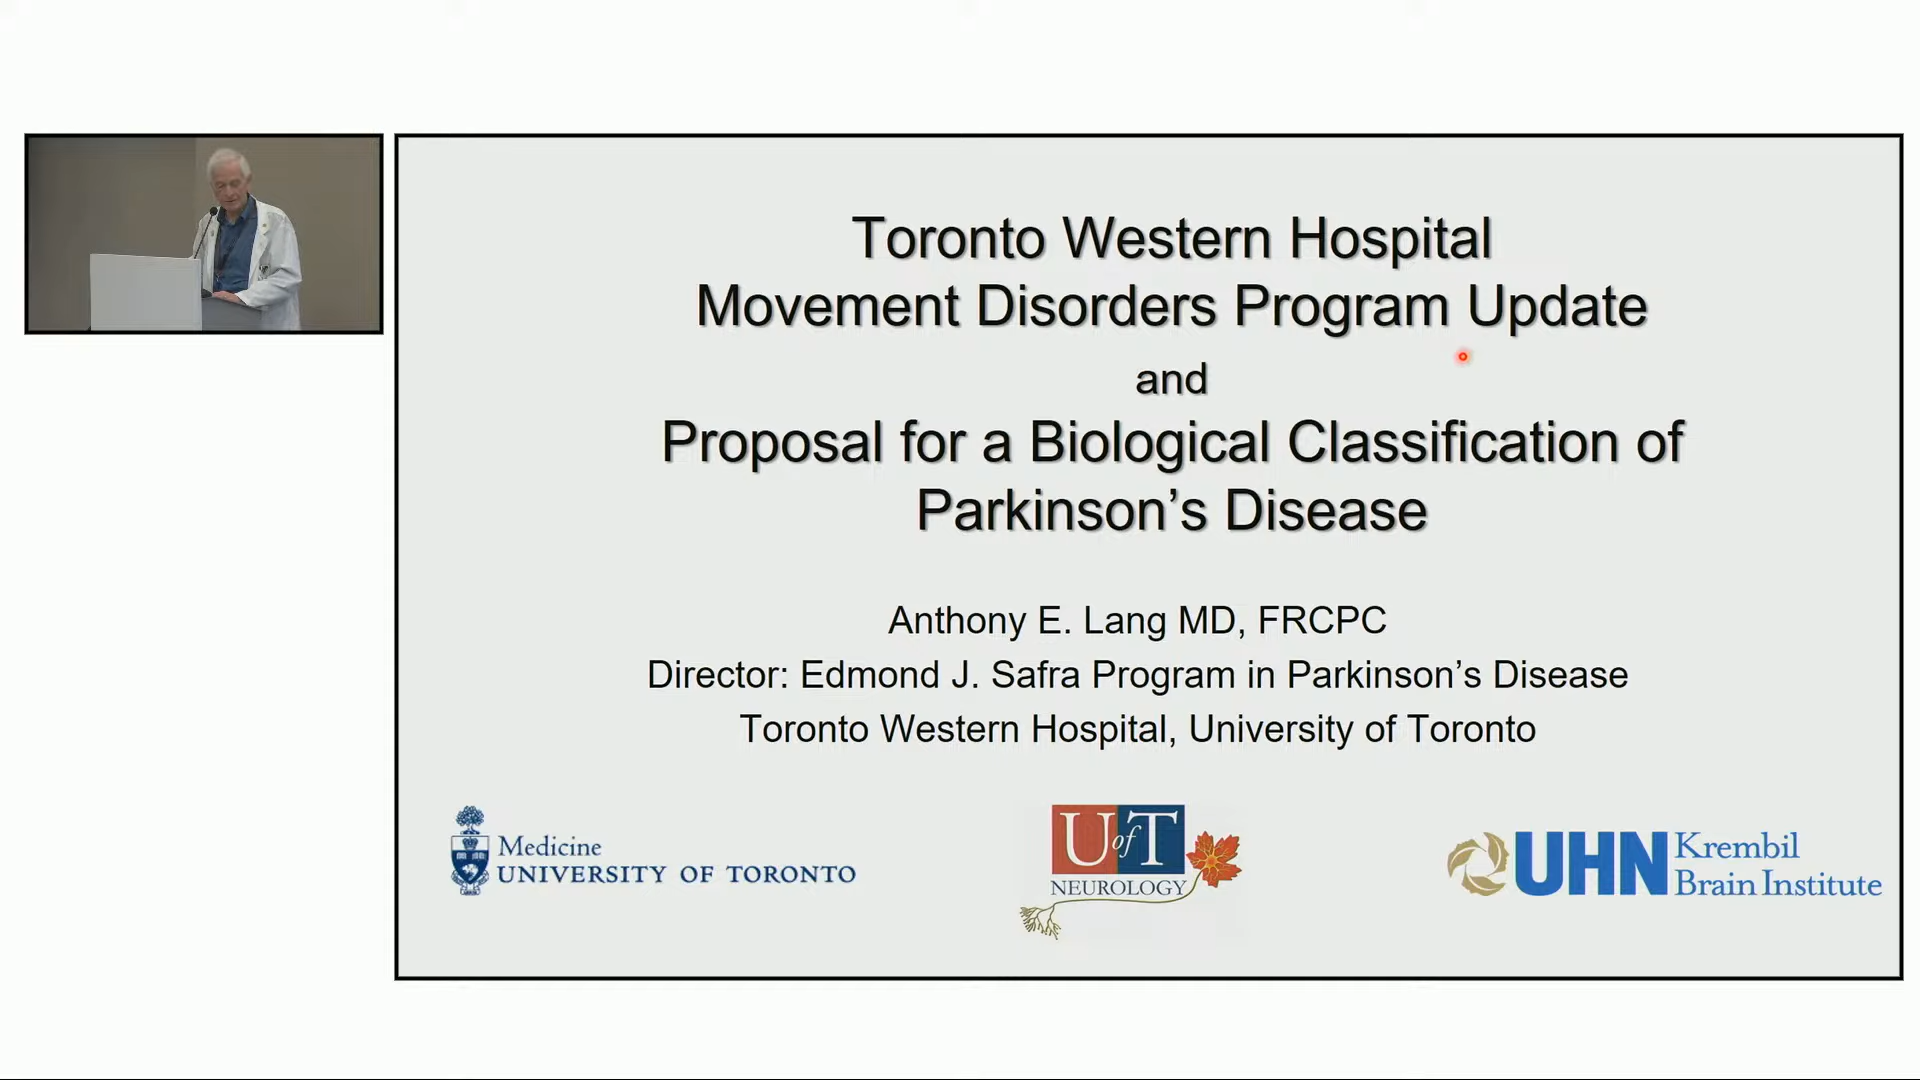 Toronto Western Hospital
Movement Disorders Program Update
and
Proposal for a Biological Classification of
Parkinson’s Disease
Anthony E. Lang MD, FRCPC
Director: Edmond J. Safra Program in Parkinson’s Disease
Toronto Western Hospital, University of Toronto
Medicine
UNIVERSITY OF TORONTO
U of T
NEUROLOGY
UHN Krembil
Brain Institute